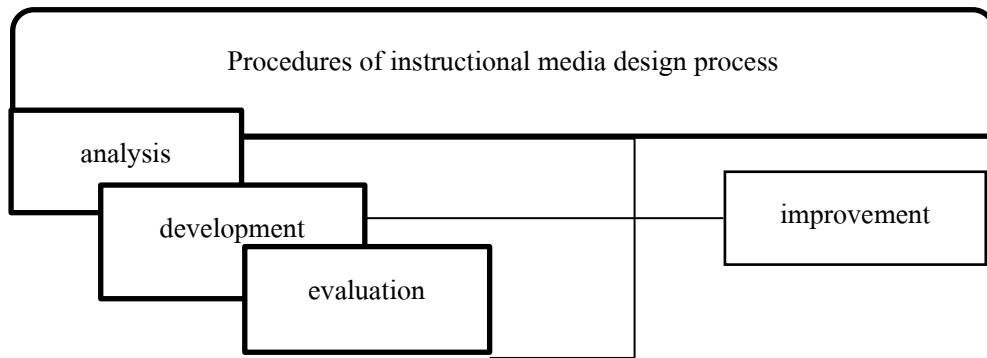 Procedures of instructional media design process
analysis
development
improvement
evaluation